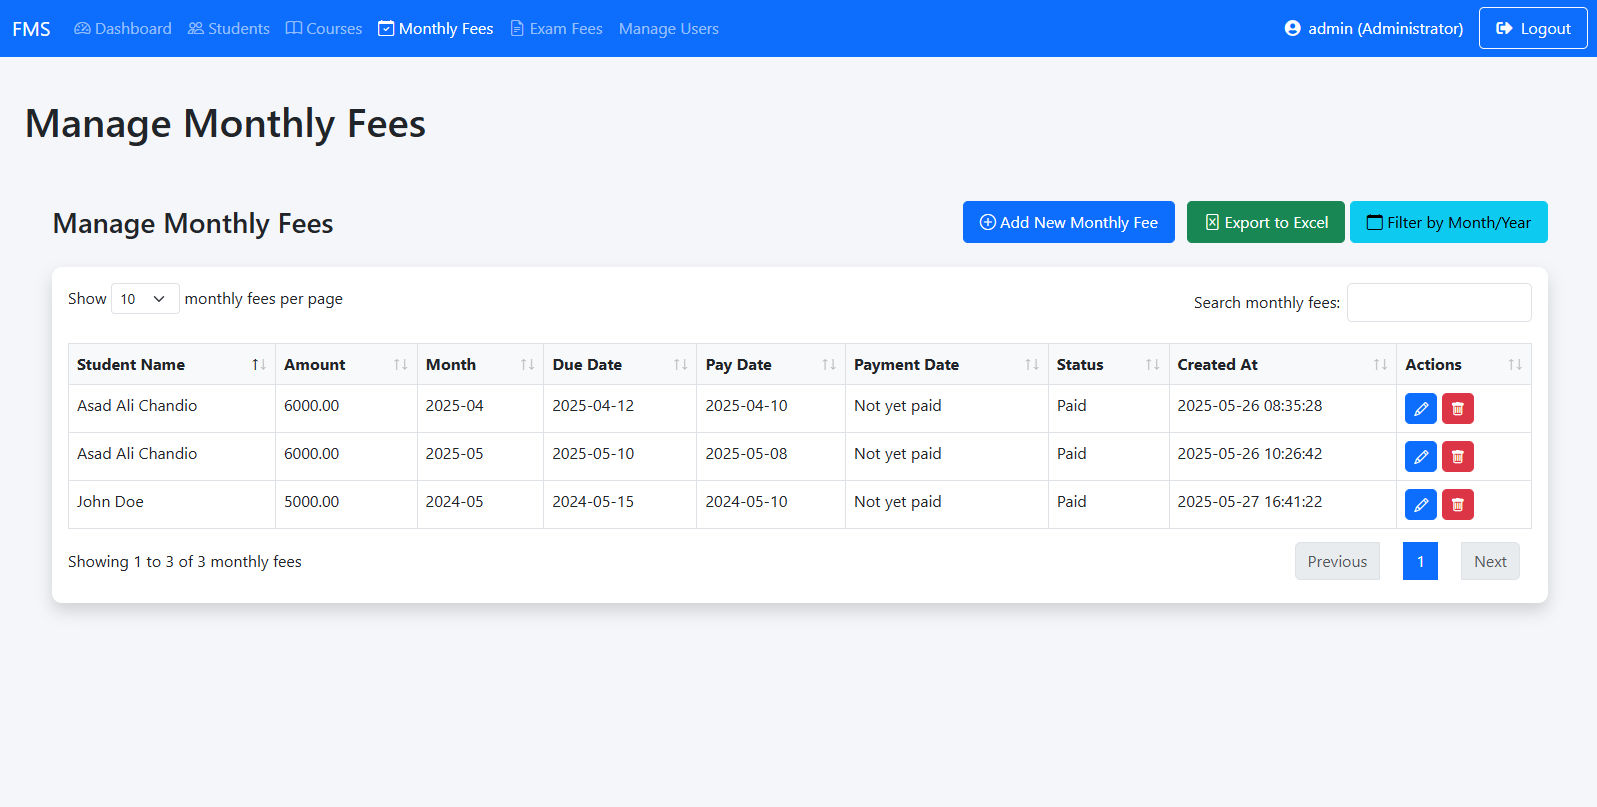 FMS Dashboard Students Courses Monthly Fees Exam Fees Manage Users admin (Administrator) Logout
Manage Monthly Fees
Manage Monthly Fees Add New Monthly Fee Export to Excel Filter by Month/Year
Show 10 monthly fees per page Search monthly fees:
Student Name Amount Month Due Date Pay Date Payment Date Status Created At Actions
Asad Ali Chandio 6000.00 2025-04 2025-04-12 2025-04-10 Not yet paid Paid 2025-05-26 08:35:28
Asad Ali Chandio 6000.00 2025-05 2025-05-10 2025-05-08 Not yet paid Paid 2025-05-26 10:26:42
John Doe 5000.00 2024-05 2024-05-15 2024-05-10 Not yet paid Paid 2025-05-27 16:41:22
Showing 1 to 3 of 3 monthly fees Previous 1 Next